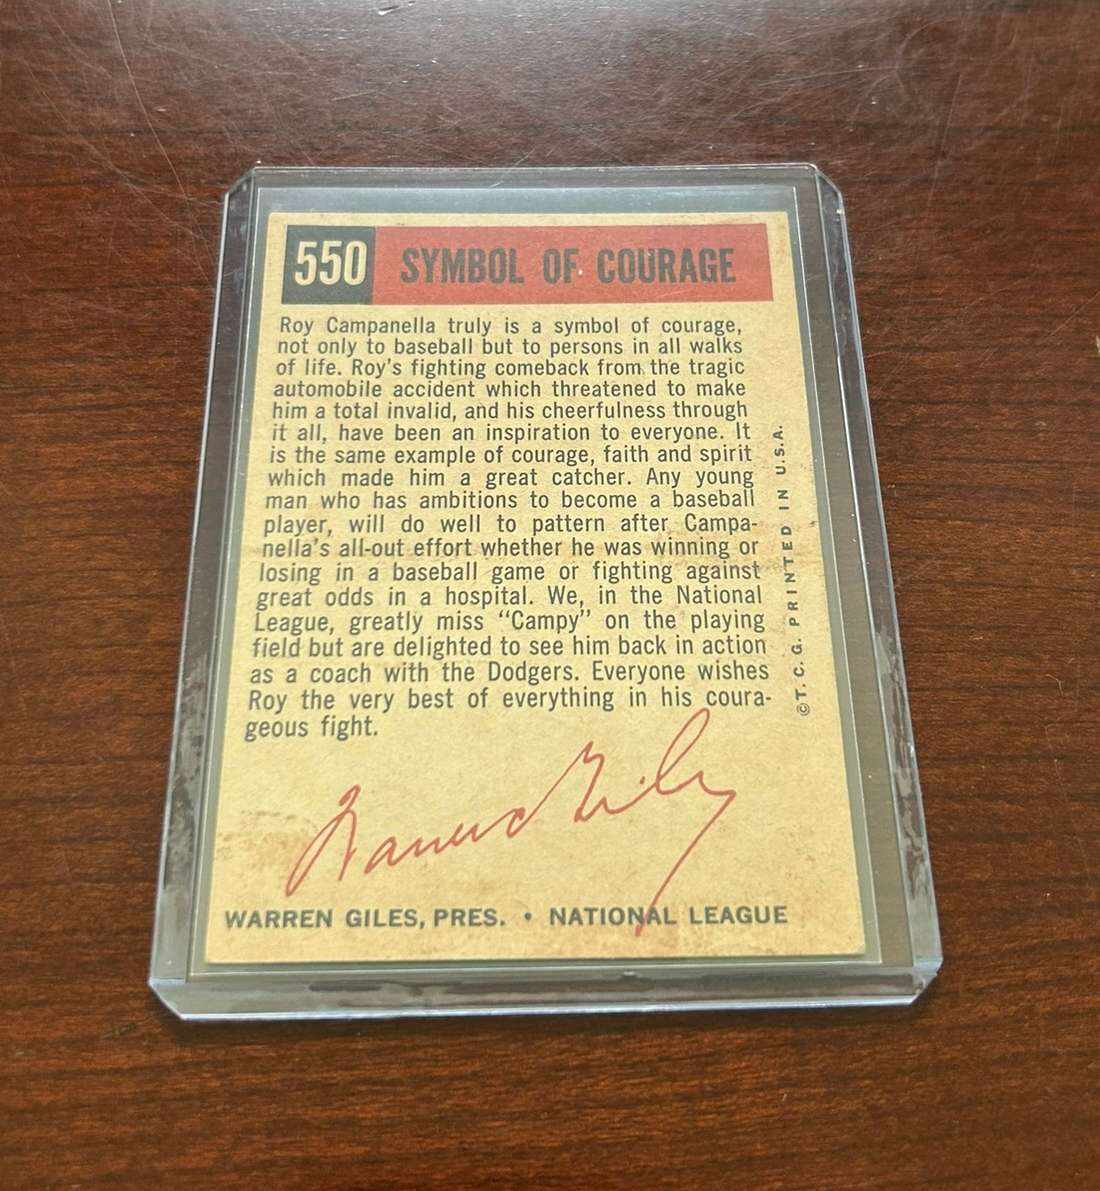 550 SYMBOL OF COURAGE
Roy Campanella truly is a symbol of courage,
not only to baseball but to persons in all walks
of life. Roy's fighting comeback from the tragic
automobile accident which threatened to make
him a total invalid, and his cheerfulness through
it all, have been an inspiration to everyone. It
is the same example of courage, faith and spirit
which made him a great catcher. Any young
man who has ambitions to become a baseball
player, will do well to pattern after Campa-
nella's all-out effort whether he was winning or
losing in a baseball game or fighting against
great odds in a hospital. We, in the National
League, greatly miss "Campy" on the playing
field but are delighted to see him back in action
as a coach with the Dodgers. Everyone wishes
Roy the very best of everything in his coura-
geous fight.
©T. C. G. PRINTED IN U.S.A.
Warren Giles
WARREN GILES, PRES. • NATIONAL LEAGUE